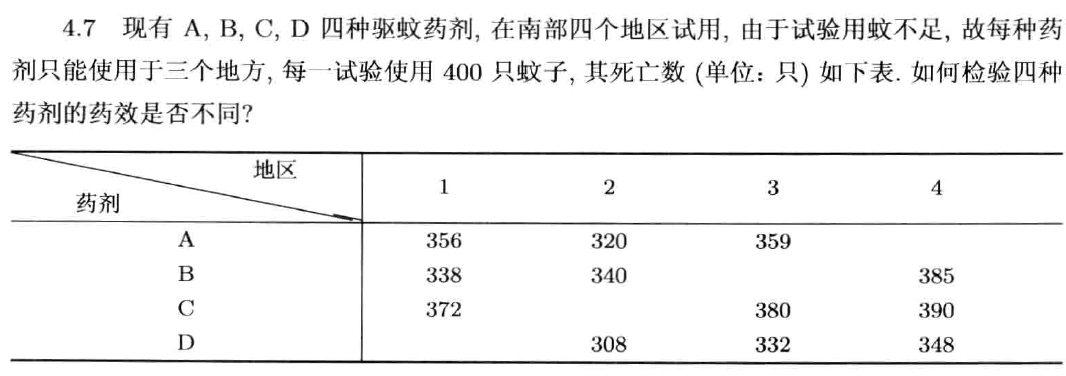 4.7 现有 A, B, C, D 四种驱蚊药剂, 在南部四个地区试用, 由于试验用蚊不足, 故每种药
剂只能使用于三个地方, 每一试验使用 400 只蚊子, 其死亡数 (单位: 只) 如下表. 如何检验四种
药剂的药效是否不同?
地区
药剂
1 2 3 4
A 356 320 359
B 338 340 385
C 372 380 390
D 308 332 348